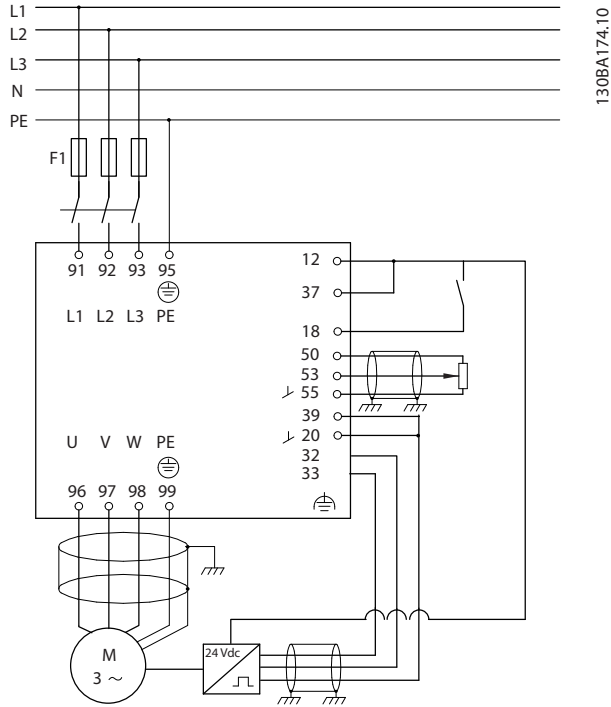 L1
L2
L3
N
PE
130BA174.10
F1
91 92 93 95
L1 L2 L3 PE
12
37
18
50
53
55
39
20
32
33
U V W PE
96 97 98 99
M
3 ~
24 Vdc